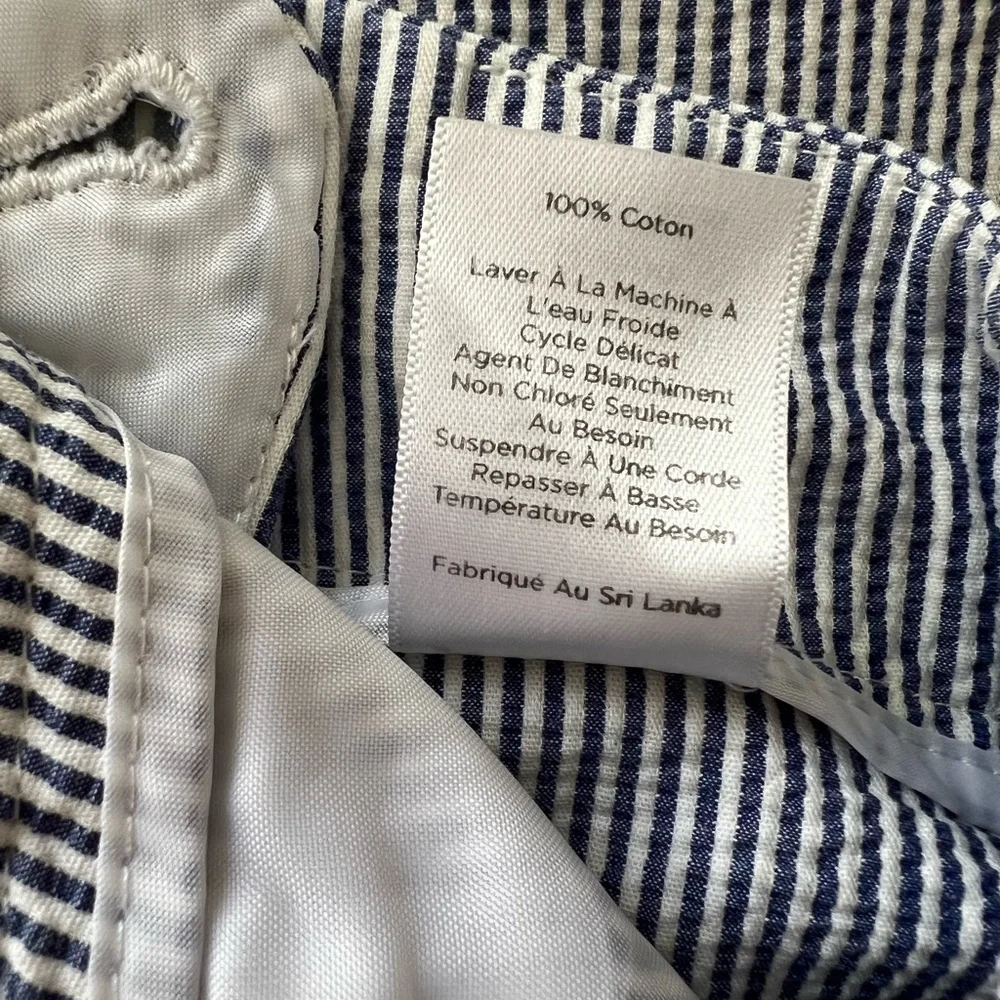 100% Coton
Laver À La Machine À
L'eau Froide
Cycle Délicat
Agent De Blanchiment
Non Chloré Seulement
Au Besoin
Suspendre À Une Corde
Repasser À Basse
Température Au Besoin
Fabriqué Au Sri Lanka